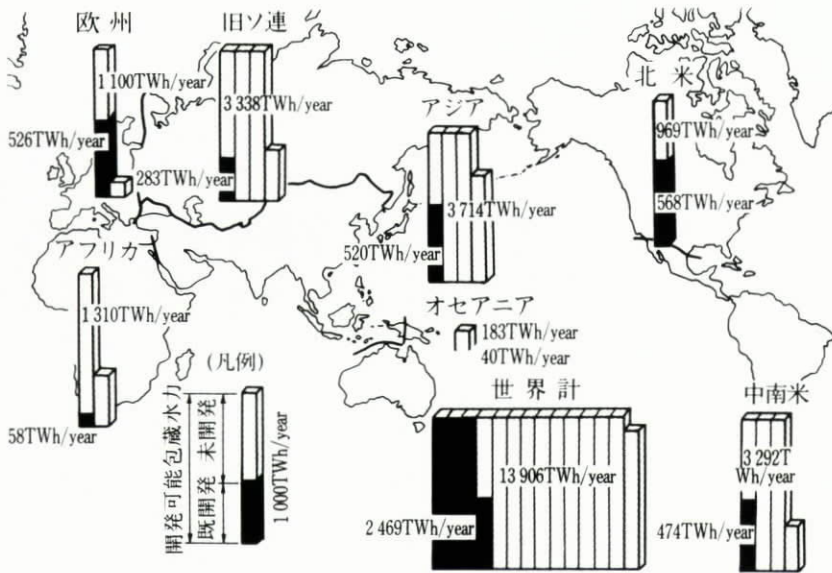 欧州
1 100TWh/year
526TWh/year
旧ソ連
3 338TWh/year
283TWh/year
アジア
3 714TWh/year
520TWh/year
北米
969TWh/year
568TWh/year
アフリカ
1 310TWh/year
58TWh/year
オセアニア
183TWh/year
40TWh/year
(凡例)
開発可能包蔵水力
未開発
既開発
1 000TWh/year
世界計
13 906TWh/year
2 469TWh/year
中南米
3 292T
Wh/year
474TWh/year